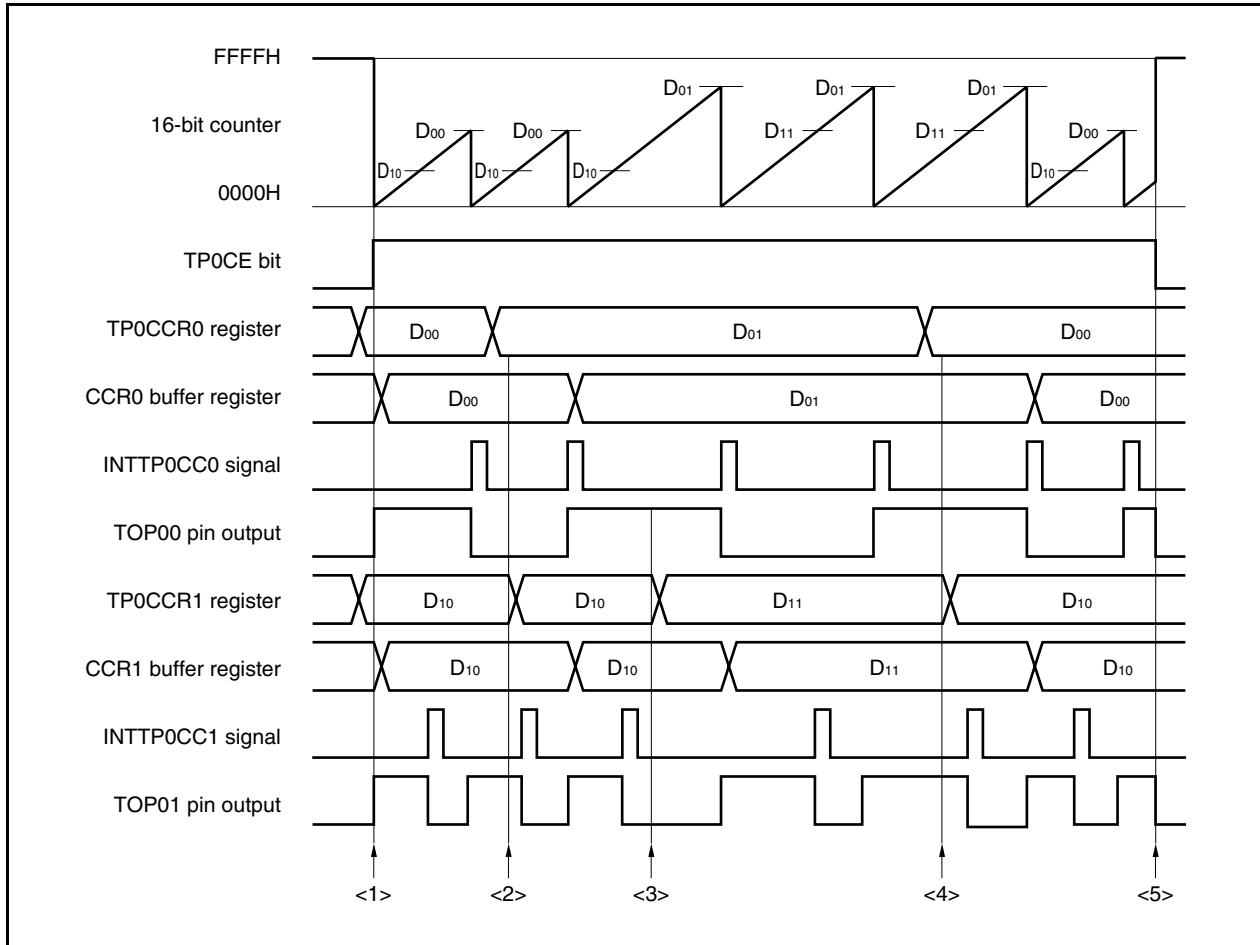 FFFFH
16-bit counter
0000H
D00 D00 D01 D01 D01 D00
D10 D10 D10 D11 D11 D10
TP0CE bit
TP0CCR0 register D00 D01 D00
CCR0 buffer register D00 D01 D00
INTTP0CC0 signal
TOP00 pin output
TP0CCR1 register D10 D10 D11 D10
CCR1 buffer register D10 D10 D11 D10
INTTP0CC1 signal
TOP01 pin output
<1> <2> <3> <4> <5>